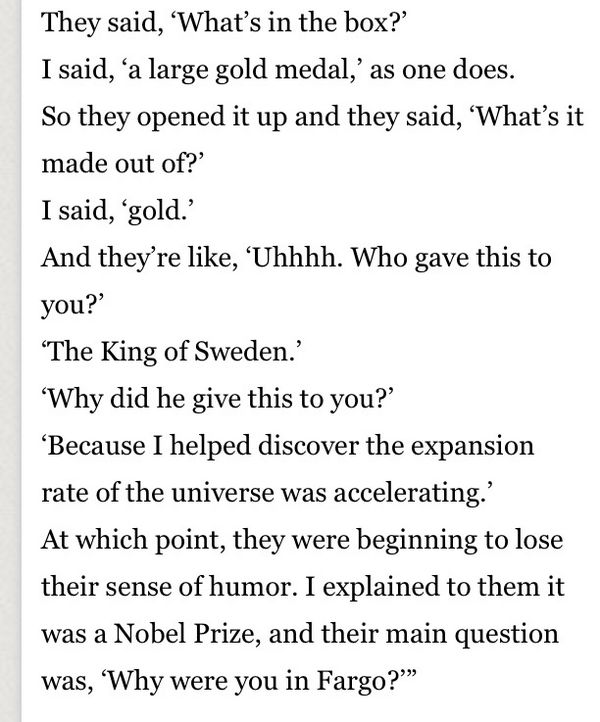 They said, ‘What’s in the box?’
I said, ‘a large gold medal,’ as one does.
So they opened it up and they said, ‘What’s it
made out of?’
I said, ‘gold.’
And they’re like, ‘Uhhhh. Who gave this to
you?’
‘The King of Sweden.’
‘Why did he give this to you?’
‘Because I helped discover the expansion
rate of the universe was accelerating.’
At which point, they were beginning to lose
their sense of humor. I explained to them it
was a Nobel Prize, and their main question
was, ‘Why were you in Fargo?’”